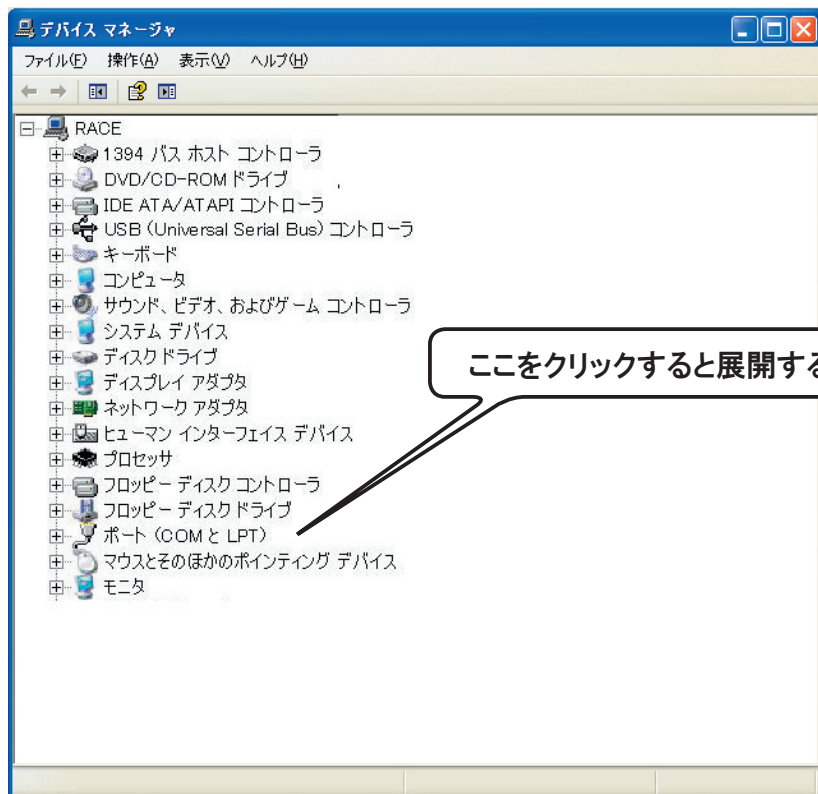 デバイス マネージャ
ファイル(F) 操作(A) 表示(V) ヘルプ(H)
RACE
1394 バス ホスト コントローラ
DVD/CD-ROM ドライブ
IDE ATA/ATAPI コントローラ
USB (Universal Serial Bus) コントローラ
キーボード
コンピュータ
サウンド、ビデオ、およびゲーム コントローラ
システム デバイス
ディスク ドライブ
ここをクリックすると展開する
ディスプレイ アダプタ
ネットワーク アダプタ
ヒューマン インターフェイス デバイス
プロセッサ
フロッピー ディスク コントローラ
フロッピー ディスク ドライブ
ポート (COM と LPT)
マウスとそのほかのポインティング デバイス
モニタ